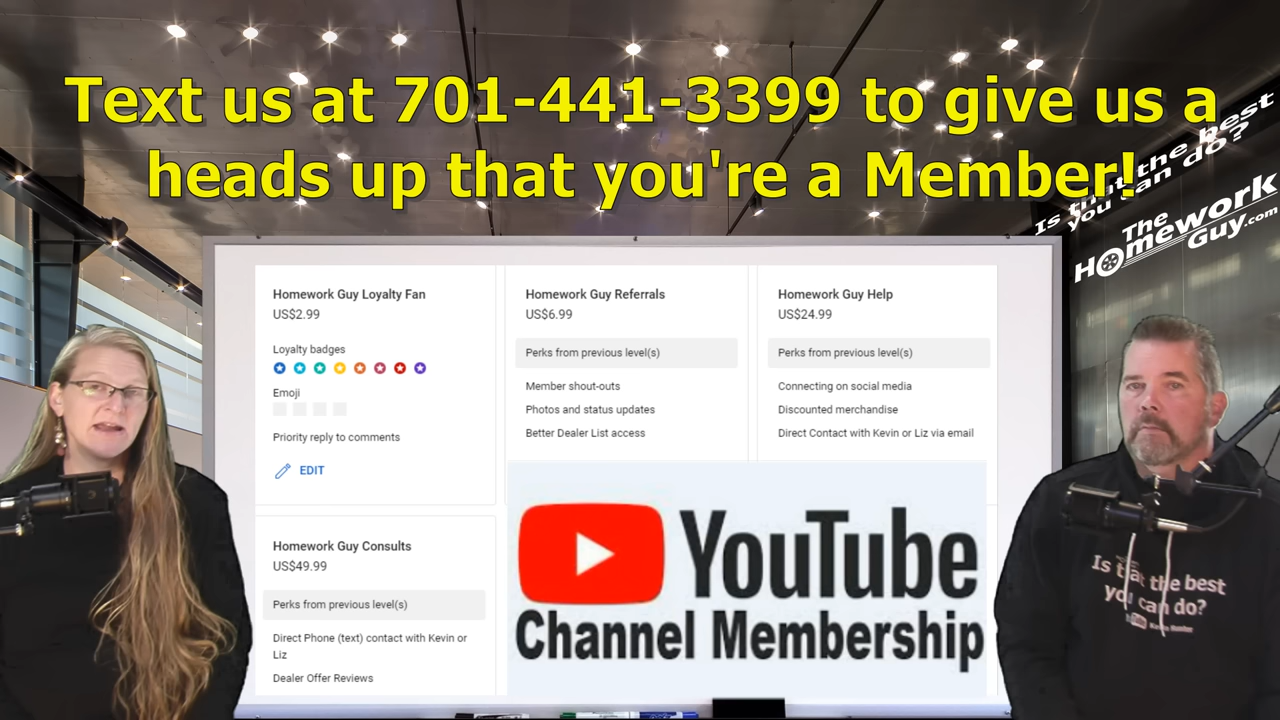 Text us at 701-441-3399 to give us a
heads up that you're a Member!
Is that the best
you can do?
The
Homework
Guy.com
Homework Guy Loyalty Fan
US$2.99
Loyalty badges
Emoji
Priority reply to comments
EDIT
Homework Guy Referrals
US$6.99
Perks from previous level(s)
Member shout-outs
Photos and status updates
Better Dealer List access
Homework Guy Help
US$24.99
Perks from previous level(s)
Connecting on social media
Discounted merchandise
Direct Contact with Kevin or Liz via email
Homework Guy Consults
US$49.99
Perks from previous level(s)
Direct Phone (text) contact with Kevin or
Liz
Dealer Offer Reviews
YouTube
Channel Membership
Is that the best
you can do?